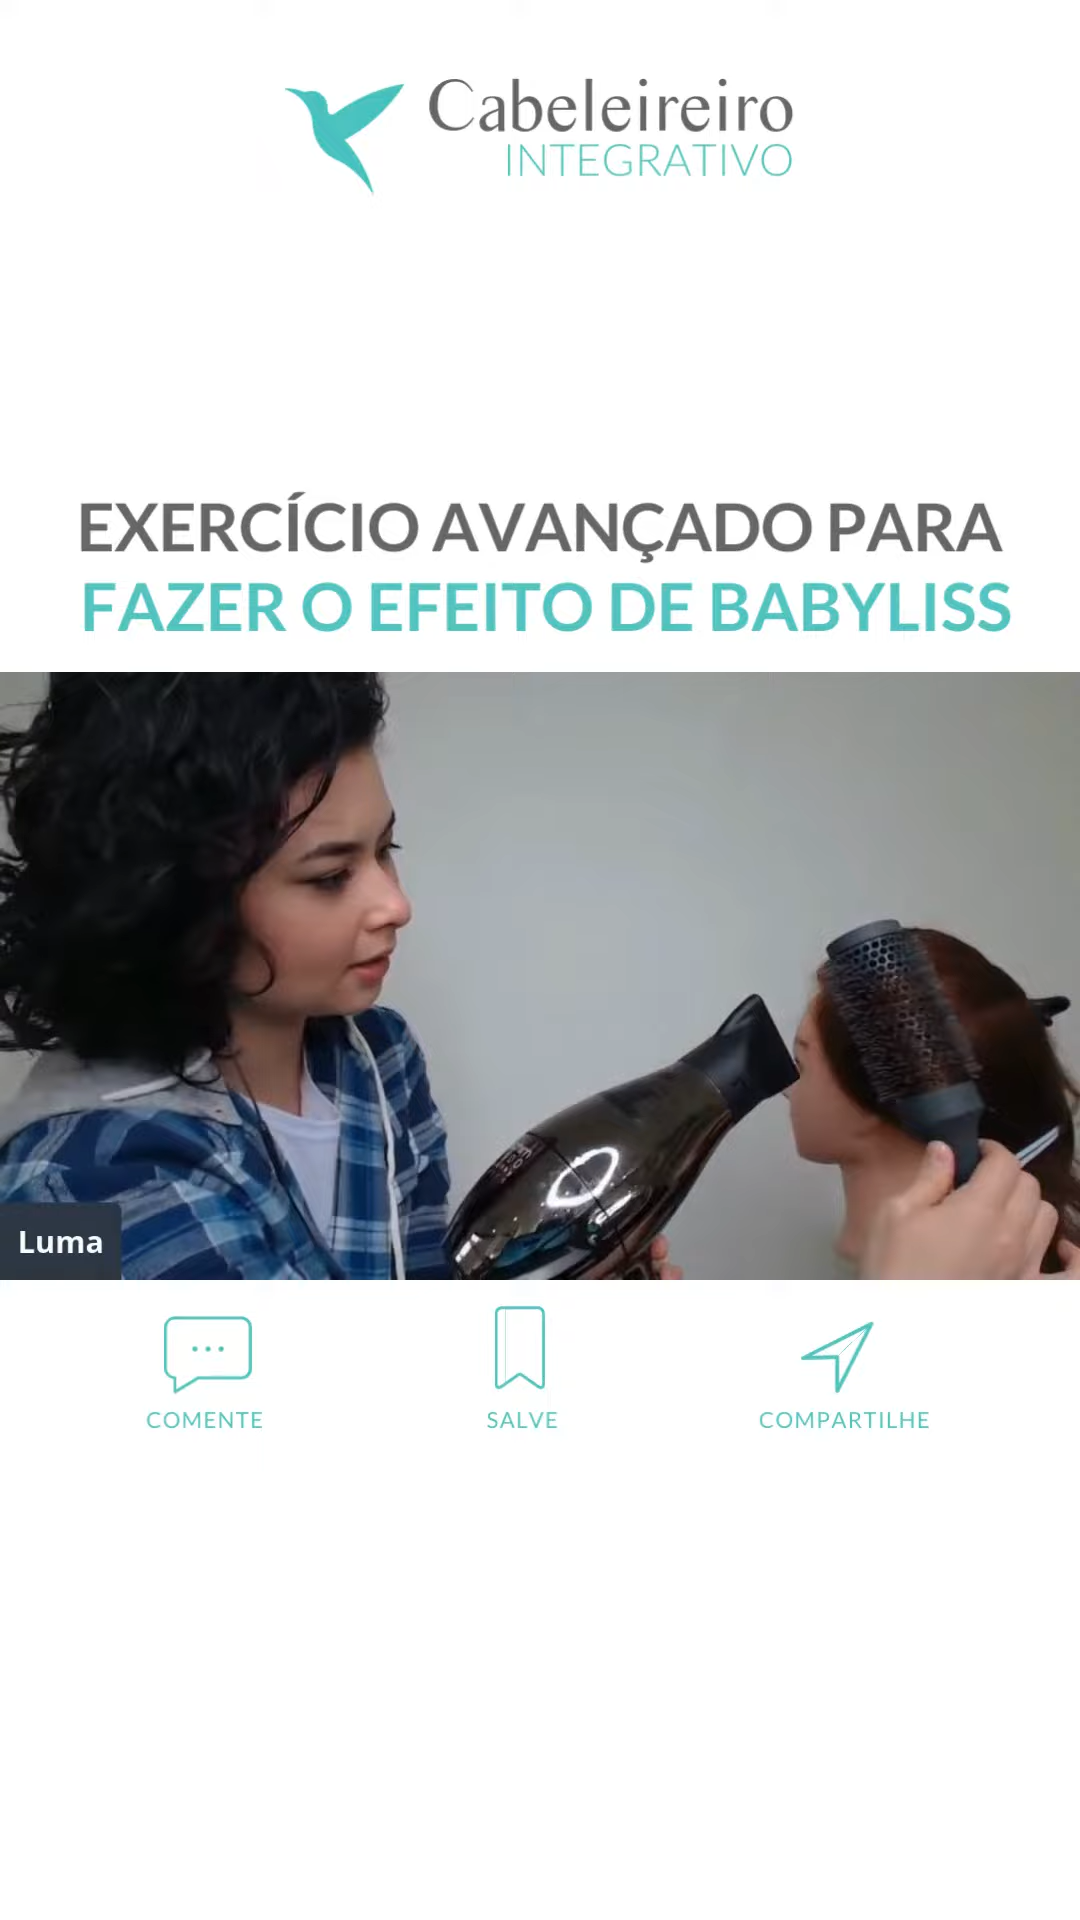 Cabeleireiro
INTEGRATIVO
EXERCÍCIO AVANÇADO PARA
FAZER O EFEITO DE BABYLISS
Luma
COMENTE
SALVE
COMPARTILHE